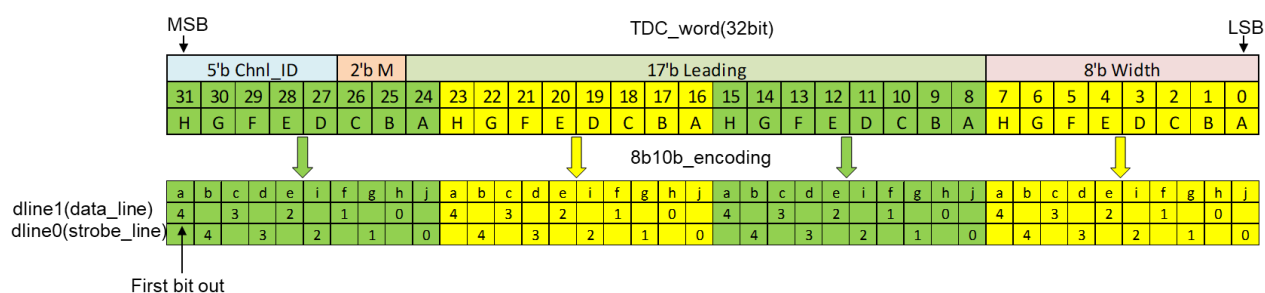 MSB TDC_word(32bit) LSB
5'b Chnl_ID 2'b M 17'b Leading 8'b Width
31 30 29 28 27 26 25 24 23 22 21 20 19 18 17 16 15 14 13 12 11 10 9 8 7 6 5 4 3 2 1 0
H G F E D C B A H G F E D C B A H G F E D C B A H G F E D C B A
8b10b_encoding
a b c d e i f g h j a b c d e i f g h j a b c d e i f g h j a b c d e i f g h j
dline1(data_line) 4 3 2 1 0 4 3 2 1 0 4 3 2 1 0 4 3 2 1 0
dline0(strobe_line) 4 3 2 1 0 4 3 2 1 0 4 3 2 1 0 4 3 2 1 0
First bit out